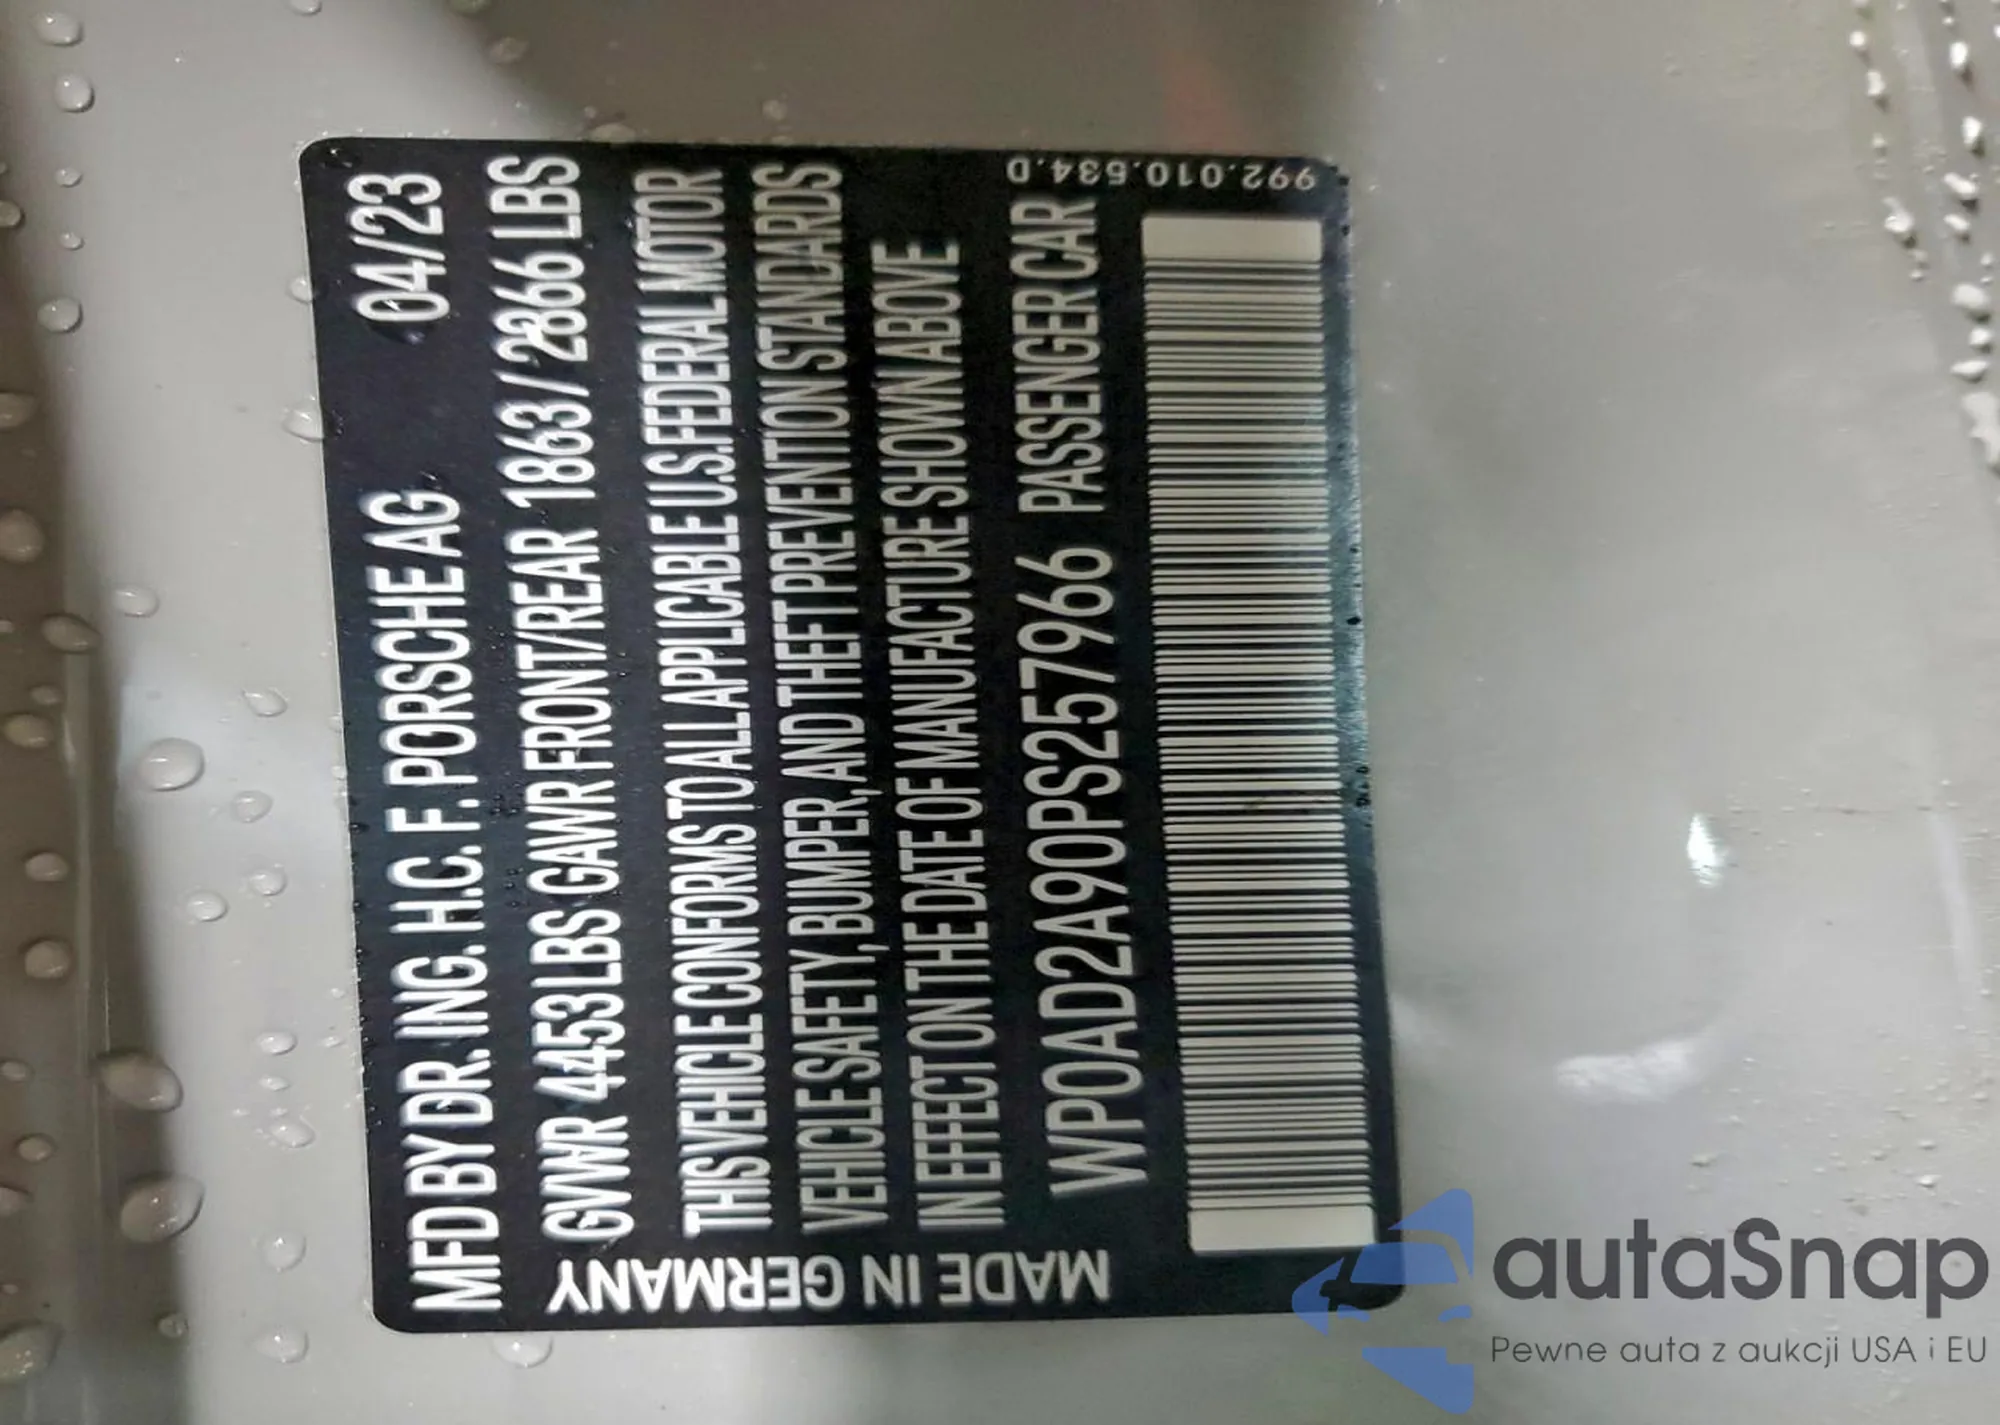 MFD BY DR. ING. H.C. F. PORSCHE AG 04/23
GVWR 4453 LBS GAWR FRONT/REAR 1863 / 2866 LBS
THIS VEHICLE CONFORMS TO ALL APPLICABLE U.S. FEDERAL MOTOR
VEHICLE SAFETY, BUMPER, AND THEFT PREVENTION STANDARDS
IN EFFECT ON THE DATE OF MANUFACTURE SHOWN ABOVE
WP0AD2A90PS257966 PASSENGER CAR
MADE IN GERMANY
992.010.534.D
autaSnap
Pewne auta z aukcji USA i EU